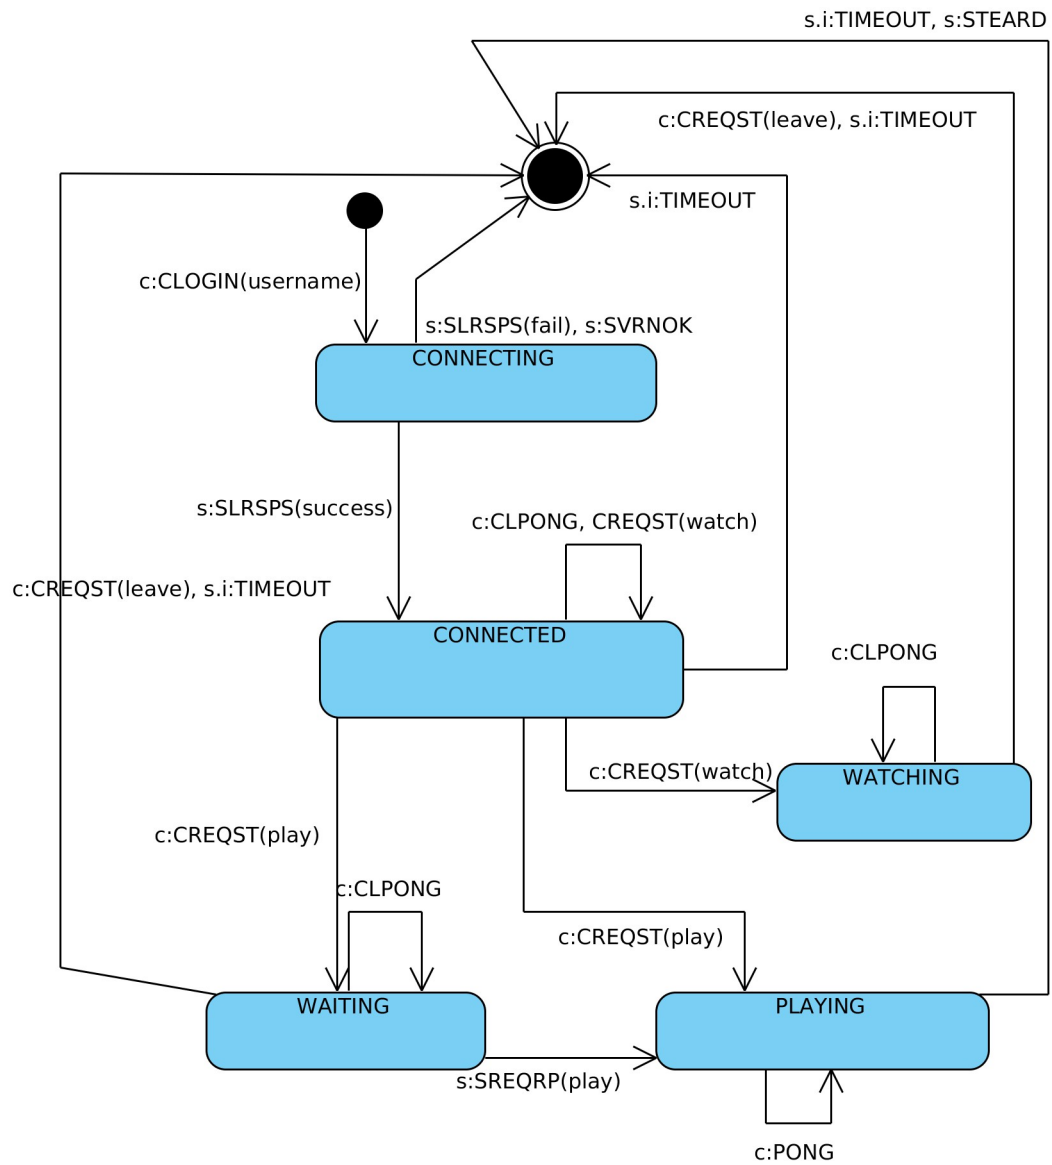 s.i:TIMEOUT, s:STEARD
c:CREQST(leave), s.i:TIMEOUT
s.i:TIMEOUT
c:CLOGIN(username)
s:SLRSPS(fail), s:SVRNOK
CONNECTING
s:SLRSPS(success)
c:CLPONG, CREQST(watch)
c:CREQST(leave), s.i:TIMEOUT
CONNECTED
c:CLPONG
c:CREQST(watch)
WATCHING
c:CREQST(play)
c:CLPONG
c:CREQST(play)
WAITING
PLAYING
s:SREQRP(play)
c:PONG